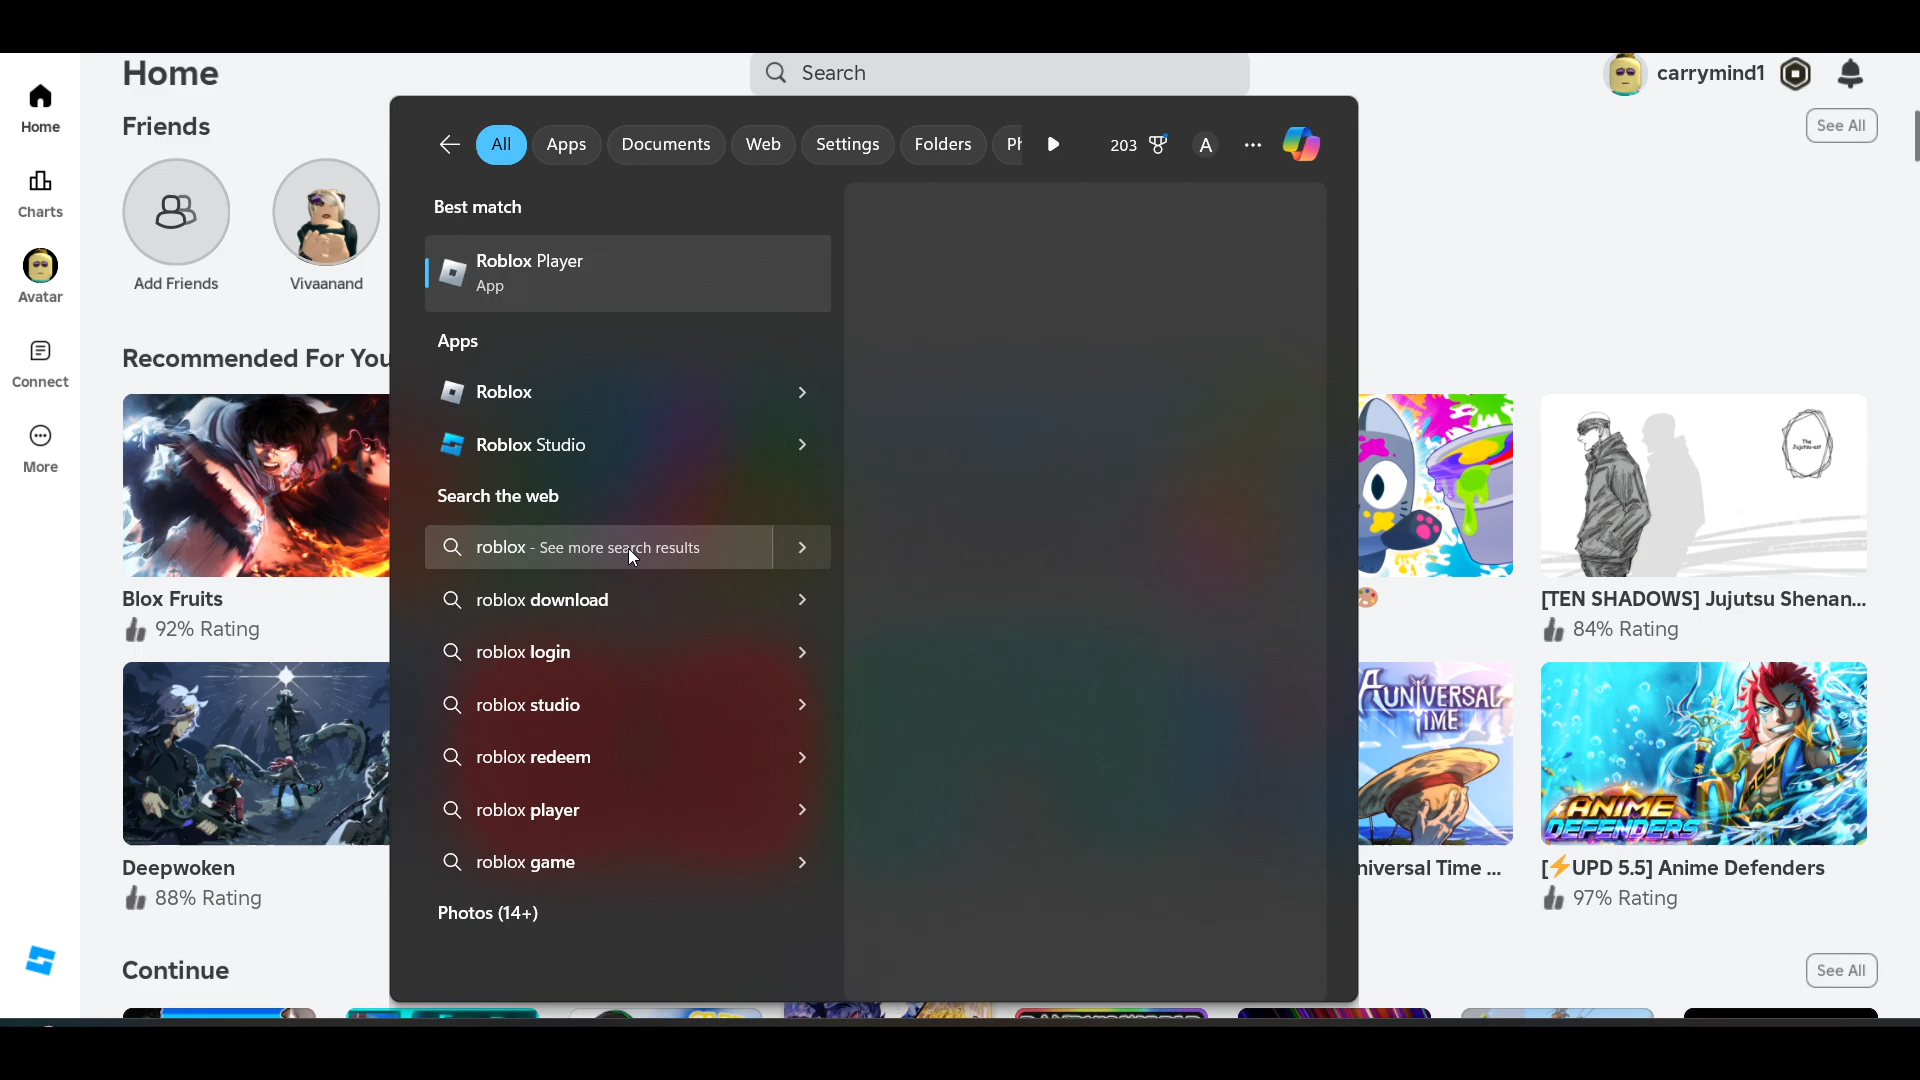 Home
Search
carrymind1
Home
Friends
See All
Charts
Add Friends
Vivaanand
Avatar
Recommended For You
Connect
More
Blox Fruits
92% Rating
[TEN SHADOWS] Jujutsu Shenan...
84% Rating
AUNIVERSAL
TIME
ANIME
DEFENDERS
Deepwoken
88% Rating
niversal Time ...
[⚡UPD 5.5] Anime Defenders
97% Rating
Continue
See All
All
Apps
Documents
Web
Settings
Folders
Ph
203
A
Best match
Roblox Player
App
Apps
Roblox
Roblox Studio
Search the web
roblox - See more search results
roblox download
roblox login
roblox studio
roblox redeem
roblox player
roblox game
Photos (14+)